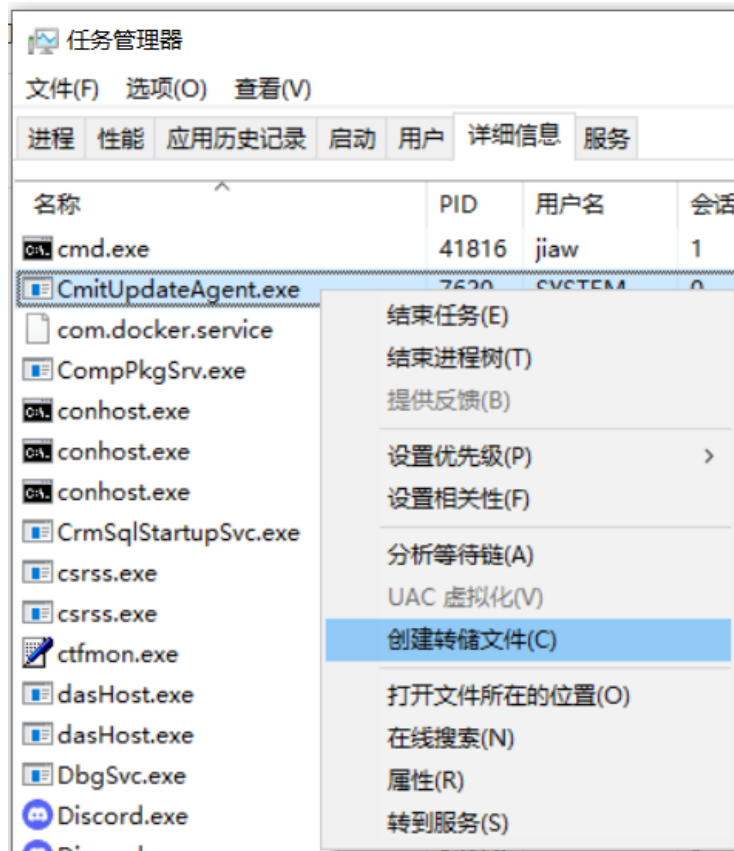 任务管理器
文件(F) 选项(O) 查看(V)
进程 性能 应用历史记录 启动 用户 详细信息 服务
名称 PID 用户名 会话
cmd.exe 41816 jiaw 1
CmitUpdateAgent.exe 7620 SYSTEM 0
结束任务(E)
com.docker.service
结束进程树(T)
CompPkgSrv.exe
提供反馈(B)
conhost.exe
conhost.exe
设置优先级(P)
conhost.exe
设置相关性(F)
CrmSqlStartupSvc.exe
分析等待链(A)
csrss.exe
UAC 虚拟化(V)
csrss.exe
创建转储文件(C)
ctfmon.exe
dasHost.exe
打开文件所在的位置(O)
dasHost.exe
在线搜索(N)
DbgSvc.exe
属性(R)
Discord.exe
转到服务(S)